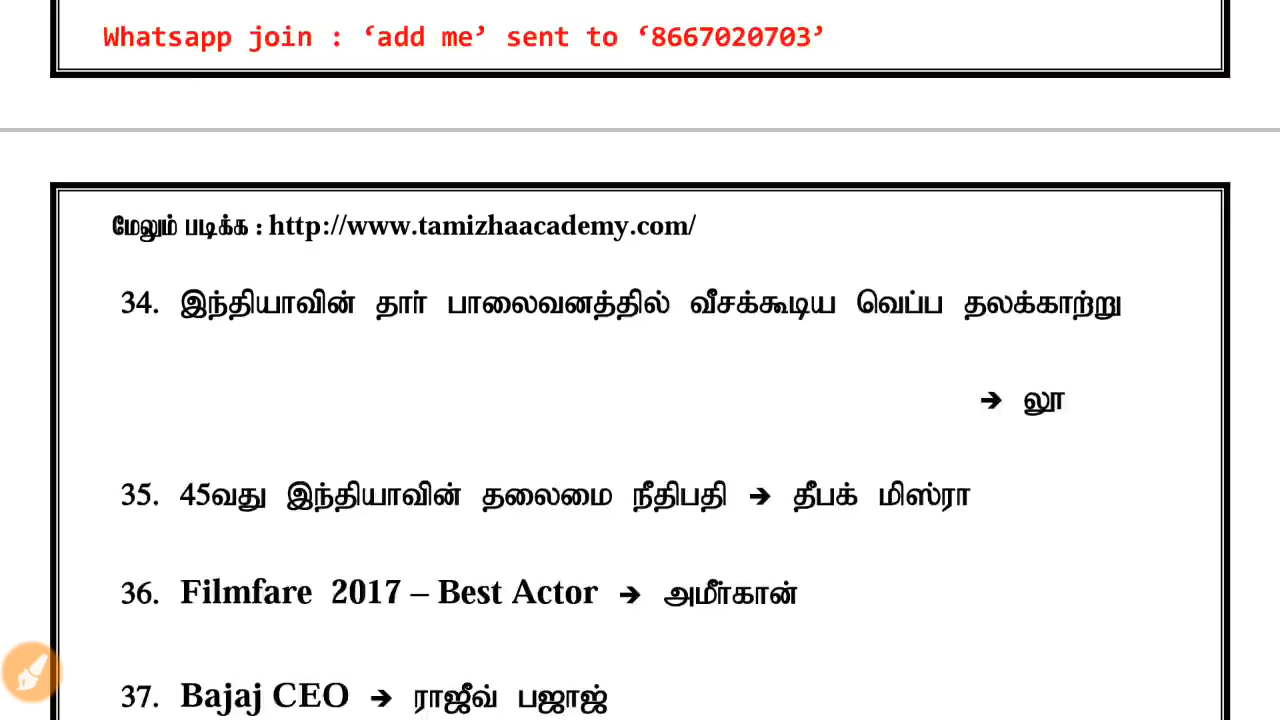 Whatsapp join : ‘add me’ sent to ‘8667020703’
மேலும் படிக்க : http://www.tamizhaacademy.com/
34. இந்தியாவின் தார் பாலைவனத்தில் வீசக்கூடிய வெப்ப தலக்காற்று
➔ லூ
35. 45வது இந்தியாவின் தலைமை நீதிபதி ➔ தீபக் மிஸ்ரா
36. Filmfare 2017 – Best Actor ➔ அமீர்கான்
37. Bajaj CEO ➔ ராஜீவ் பஜாஜ்